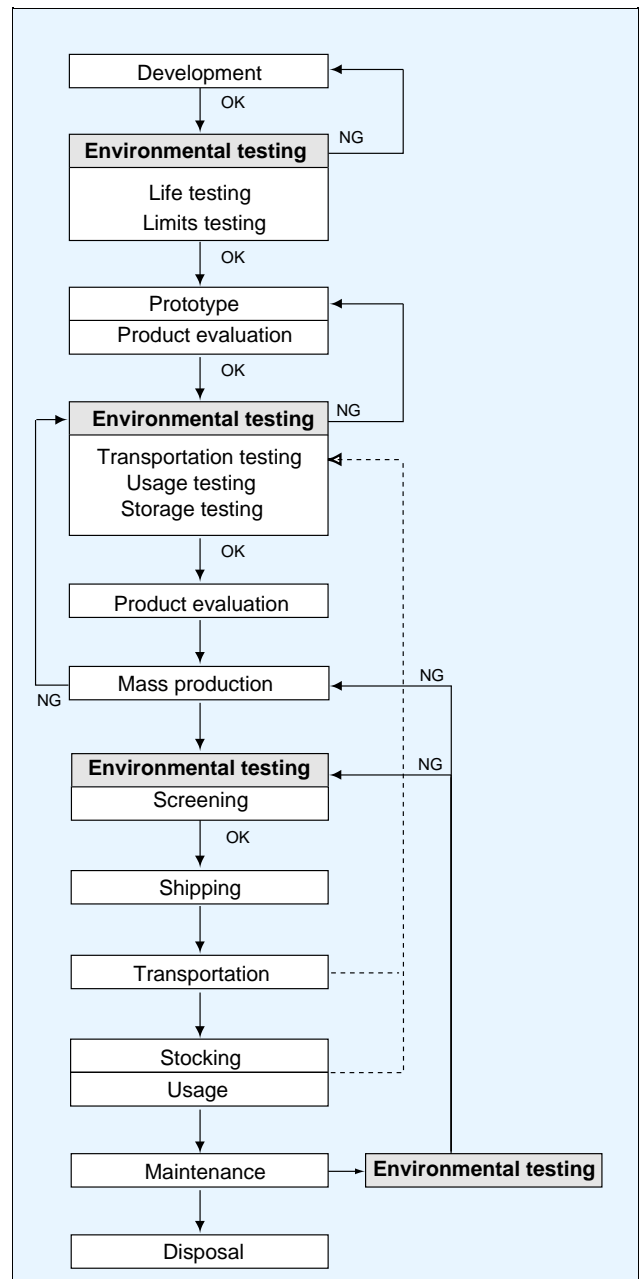 Development
OK
NG
Environmental testing
Life testing
Limits testing
OK
Prototype
Product evaluation
OK
NG
Environmental testing
Transportation testing
Usage testing
Storage testing
OK
Product evaluation
Mass production
NG
NG
Environmental testing
NG
Screening
OK
Shipping
Transportation
Stocking
Usage
Maintenance
Environmental testing
Disposal